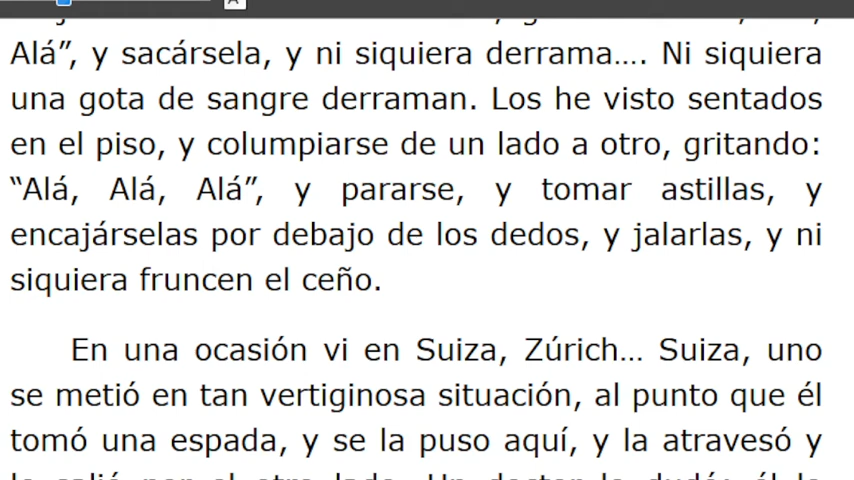 Alá”, y sacársela, y ni siquiera derrama…. Ni siquiera
una gota de sangre derraman. Los he visto sentados
en el piso, y columpiarse de un lado a otro, gritando:
“Alá, Alá, Alá”, y pararse, y tomar astillas, y
encajárselas por debajo de los dedos, y jalarlas, y ni
siquiera fruncen el ceño.
En una ocasión vi en Suiza, Zúrich… Suiza, uno
se metió en tan vertiginosa situación, al punto que él
tomó una espada, y se la puso aquí, y la atravesó y